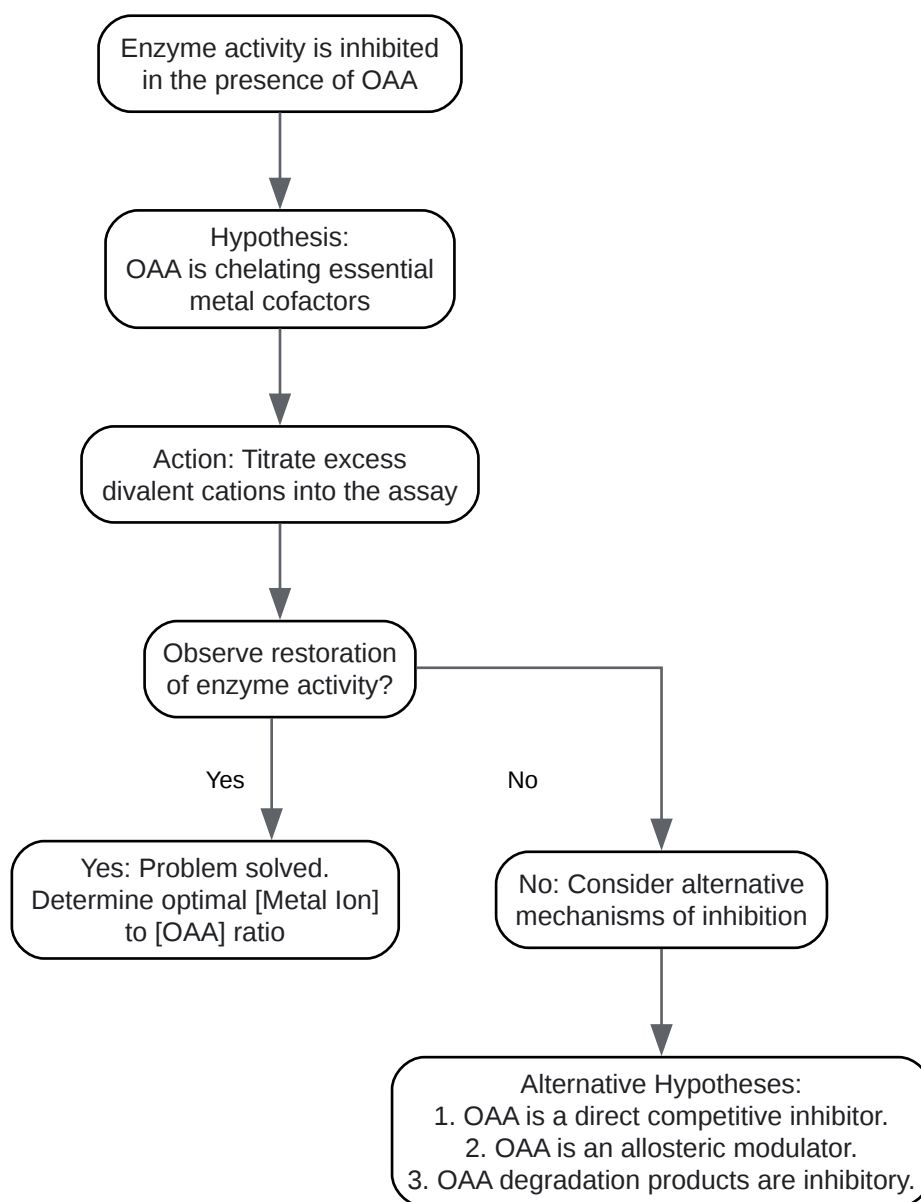 Enzyme activity is inhibited
in the presence of OAA
Hypothesis:
OAA is chelating essential
metal cofactors
Action: Titrate excess
divalent cations into the assay
Observe restoration
of enzyme activity?
Yes
No
Yes: Problem solved.
Determine optimal [Metal Ion]
to [OAA] ratio
No: Consider alternative
mechanisms of inhibition
Alternative Hypotheses:
1. OAA is a direct competitive inhibitor.
2. OAA is an allosteric modulator.
3. OAA degradation products are inhibitory.